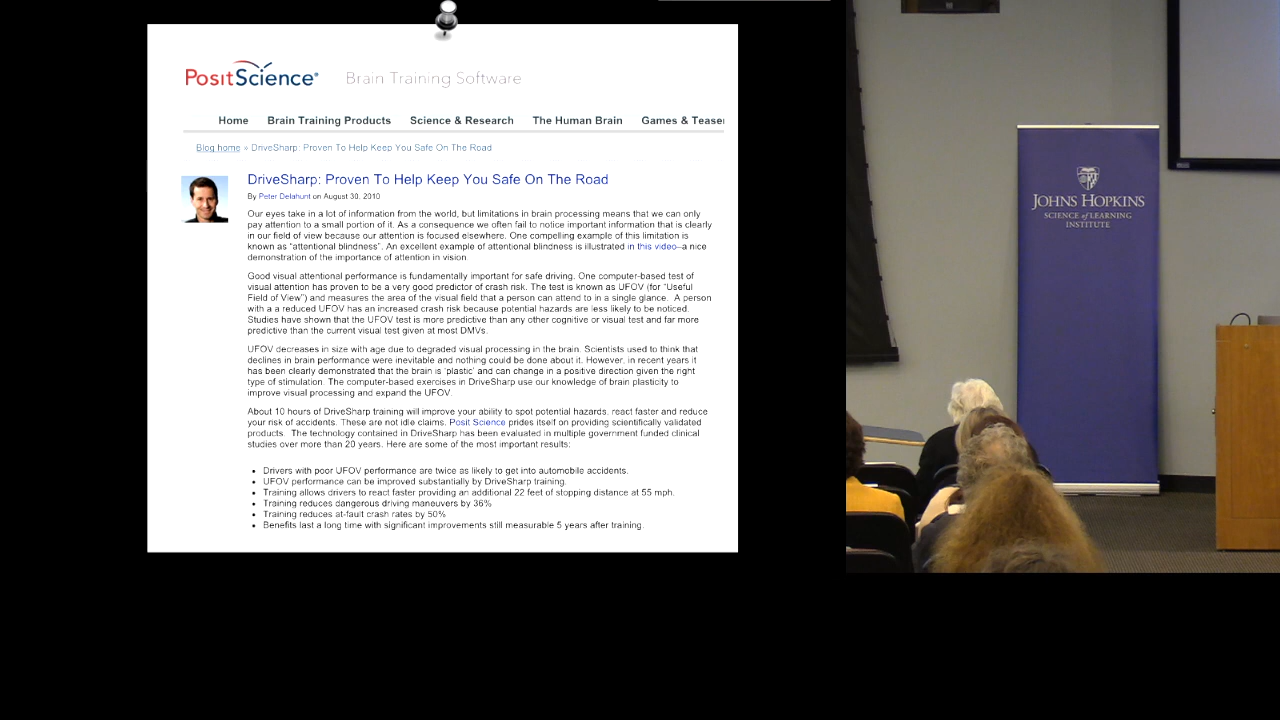 PositScience® Brain Training Software
Home Brain Training Products Science & Research The Human Brain Games & Teaser
Blog home » DriveSharp: Proven To Help Keep You Safe On The Road
DriveSharp: Proven To Help Keep You Safe On The Road
By Peter Delahunt on August 30, 2010
Our eyes take in a lot of information from the world, but limitations in brain processing means that we can only
pay attention to a small portion of it. As a consequence we often fail to notice important information that is clearly
in our field of view because our attention is focused elsewhere. One compelling example of this limitation is
known as “attentional blindness”. An excellent example of attentional blindness is illustrated in this video–a nice
demonstration of the importance of attention in vision.
Good visual attentional performance is fundamentally important for safe driving. One computer-based test of
visual attention has proven to be a very good predictor of crash risk. The test is known as UFOV (for “Useful
Field of View”) and measures the area of the visual field that a person can attend to in a single glance. A person
with a a reduced UFOV has an increased crash risk because potential hazards are less likely to be noticed.
Studies have shown that the UFOV test is more predictive than any other cognitive or visual test and far more
predictive than the current visual test given at most DMVs.
UFOV decreases in size with age due to degraded visual processing in the brain. Scientists used to think that
declines in brain performance were inevitable and nothing could be done about it. However, in recent years it
has been clearly demonstrated that the brain is ‘plastic’ and can change in a positive direction given the right
type of stimulation. The computer-based exercises in DriveSharp use our knowledge of brain plasticity to
improve visual processing and expand the UFOV.
About 10 hours of DriveSharp training will improve your ability to spot potential hazards, react faster and reduce
your risk of accidents. These are not idle claims. Posit Science prides itself on providing scientifically validated
products. The technology contained in DriveSharp has been evaluated in multiple government funded clinical
studies over more than 20 years. Here are some of the most important results:
• Drivers with poor UFOV performance are twice as likely to get into automobile accidents.
• UFOV performance can be improved substantially by DriveSharp training.
• Training allows drivers to react faster providing an additional 22 feet of stopping distance at 55 mph.
• Training reduces dangerous driving maneuvers by 36%
• Training reduces at-fault crash rates by 50%
• Benefits last a long time with significant improvements still measurable 5 years after training.
JOHNS HOPKINS
SCIENCE of LEARNING
INSTITUTE